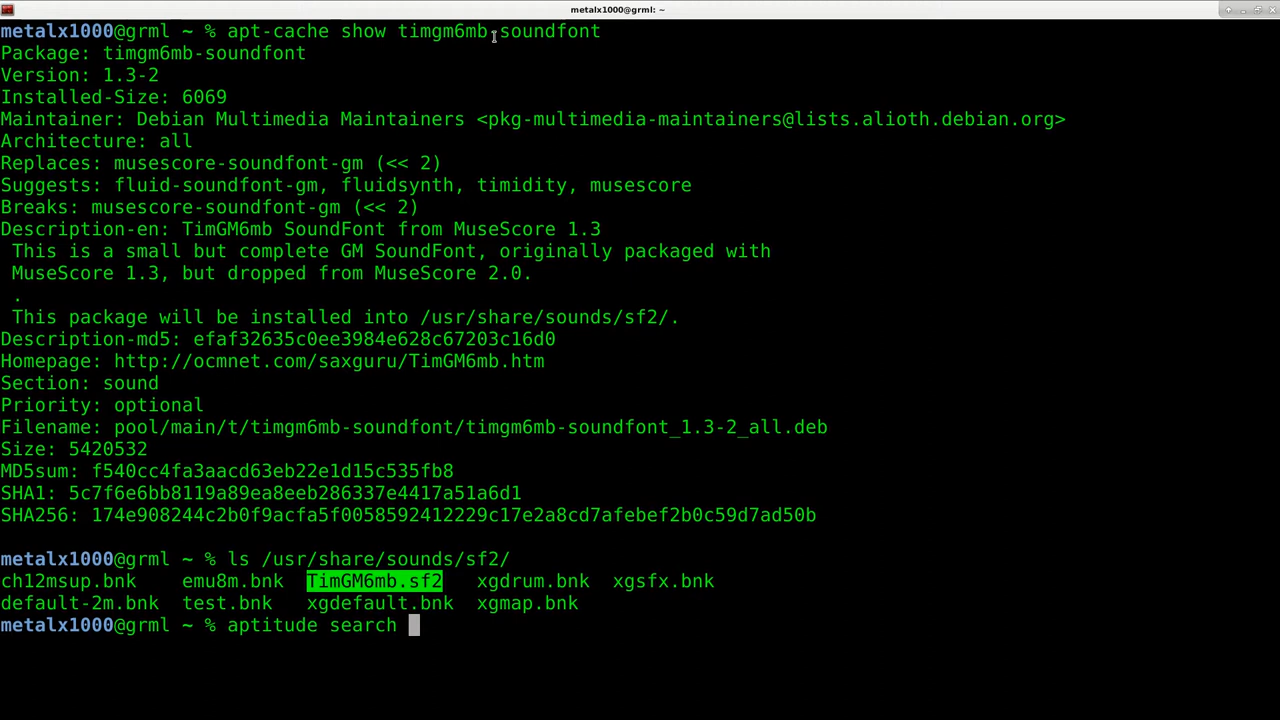 metalx1000@grml: ~
metalx1000@grml ~ % apt-cache show timgm6mb-soundfont
Package: timgm6mb-soundfont
Version: 1.3-2
Installed-Size: 6069
Maintainer: Debian Multimedia Maintainers <pkg-multimedia-maintainers@lists.alioth.debian.org>
Architecture: all
Replaces: musescore-soundfont-gm (<< 2)
Suggests: fluid-soundfont-gm, fluidsynth, timidity, musescore
Breaks: musescore-soundfont-gm (<< 2)
Description-en: TimGM6mb SoundFont from MuseScore 1.3
 This is a small but complete GM SoundFont, originally packaged with
 MuseScore 1.3, but dropped from MuseScore 2.0.
 .
 This package will be installed into /usr/share/sounds/sf2/.
Description-md5: efaf32635c0ee3984e628c67203c16d0
Homepage: http://ocmnet.com/saxguru/TimGM6mb.htm
Section: sound
Priority: optional
Filename: pool/main/t/timgm6mb-soundfont/timgm6mb-soundfont_1.3-2_all.deb
Size: 5420532
MD5sum: f540cc4fa3aacd63eb22e1d15c535fb8
SHA1: 5c7f6e6bb8119a89ea8eeb286337e4417a51a6d1
SHA256: 174e908244c2b0f9acfa5f0058592412229c17e2a8cd7afebef2b0c59d7ad50b
metalx1000@grml ~ % ls /usr/share/sounds/sf2/
ch12msup.bnk    emu8m.bnk  TimGM6mb.sf2   xgdrum.bnk  xgsfx.bnk
default-2m.bnk  test.bnk   xgdefault.bnk  xgmap.bnk
metalx1000@grml ~ % aptitude search